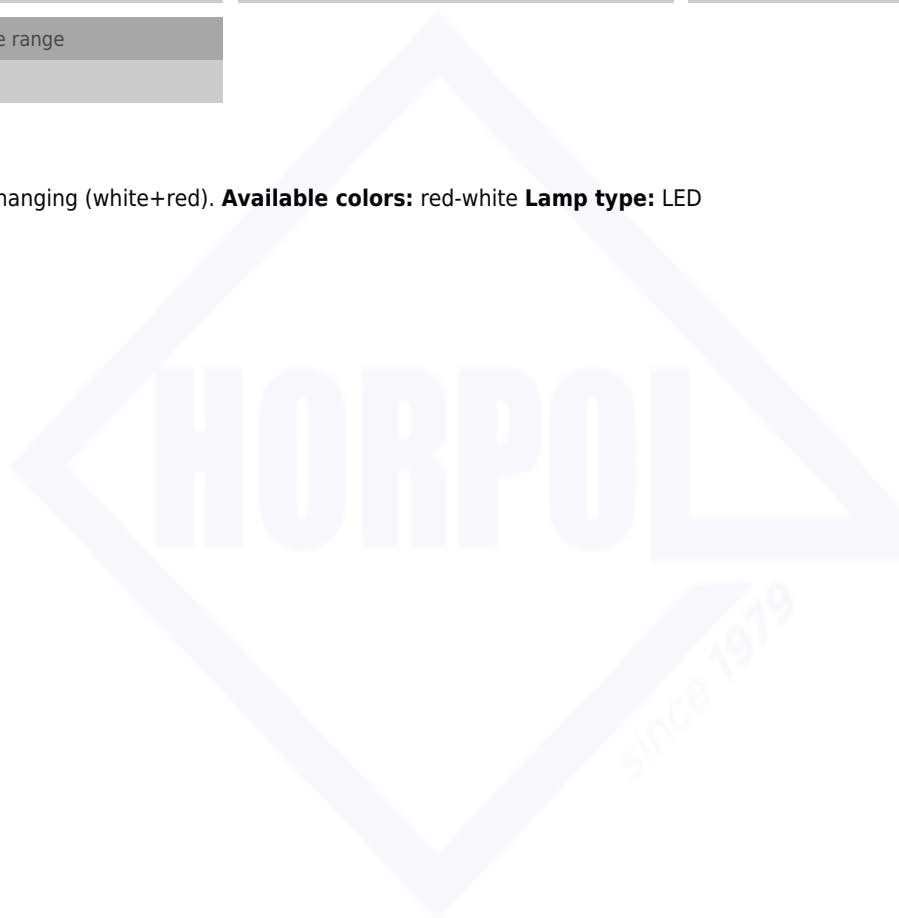 e range
hanging (white+red). Available colors: red-white Lamp type: LED
HORPOL
since 1979